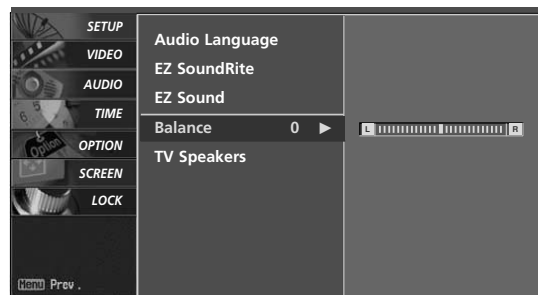 SETUP
VIDEO
AUDIO
TIME
OPTION
SCREEN
LOCK
Menu Prev.
Audio Language
EZ SoundRite
EZ Sound
Balance 0 ▶
TV Speakers
L R